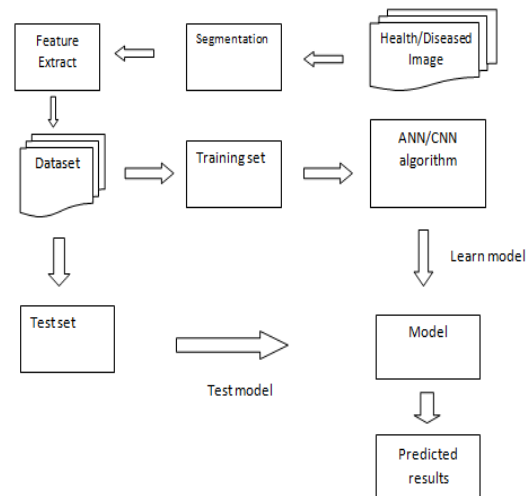 Feature
Extract
Segmentation
Health/Diseased
Image
Dataset
Training set
ANN/CNN
algorithm
Learn model
Test set
Test model
Model
Predicted
results